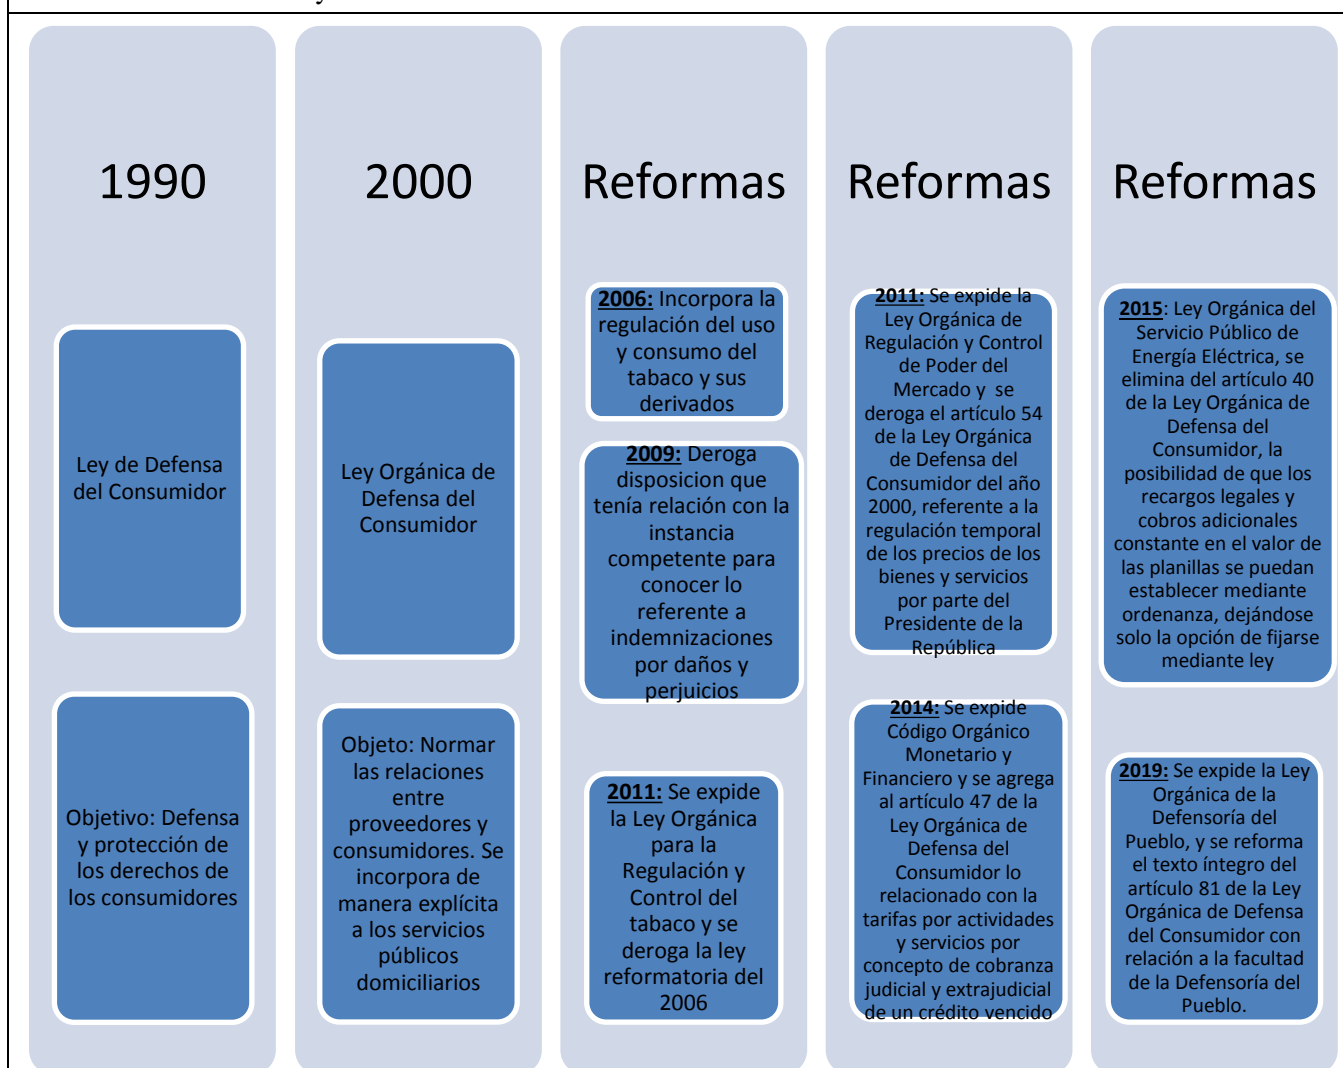 1990
Ley de Defensa
del Consumidor
Objetivo: Defensa
y protección de
los derechos de
los consumidores
2000
Ley Orgánica de
Defensa del
Consumidor
Objeto: Normar
las relaciones
entre
proveedores y
consumidores. Se
incorpora de
manera explícita
a los servicios
públicos
domiciliarios
Reformas
2006: Incorpora la
regulación del uso
y consumo del
tabaco y sus
derivados
2009: Deroga
disposicion que
tenía relación con la
instancia
competente para
conocer lo
referente a
indemnizaciones
por daños y
perjuicios
2011: Se expide
la Ley Orgánica
para la
Regulación y
Control del
tabaco y se
deroga la ley
reformatoria del
2006
Reformas
2011: Se expide la
Ley Orgánica de
Regulación y Control
de Poder del
Mercado y se
deroga el artículo 54
de la Ley Orgánica
de Defensa del
Consumidor del año
2000, referente a la
regulación temporal
de los precios de los
bienes y servicios
por parte del
Presidente de la
República
2014: Se expide
Código Orgánico
Monetario y
Financiero y se agrega
al artículo 47 de la
Ley Orgánica de
Defensa del
Consumidor lo
relacionado con la
tarifas por actividades
y servicios por
concepto de cobranza
judicial y extrajudicial
de un crédito vencido
Reformas
2015: Ley Orgánica del
Servicio Público de
Energía Eléctrica, se
elimina del artículo 40
de la Ley Orgánica de
Defensa del
Consumidor, la
posibilidad de que los
recargos legales y
cobros adicionales
constante en el valor de
las planillas se puedan
establecer mediante
ordenanza, dejándose
solo la opción de fijarse
mediante ley
2019: Se expide la Ley
Orgánica de la
Defensoría del
Pueblo, y se reforma
el texto íntegro del
artículo 81 de la Ley
Orgánica de Defensa
del Consumidor con
relación a la facultad
de la Defensoría del
Pueblo.